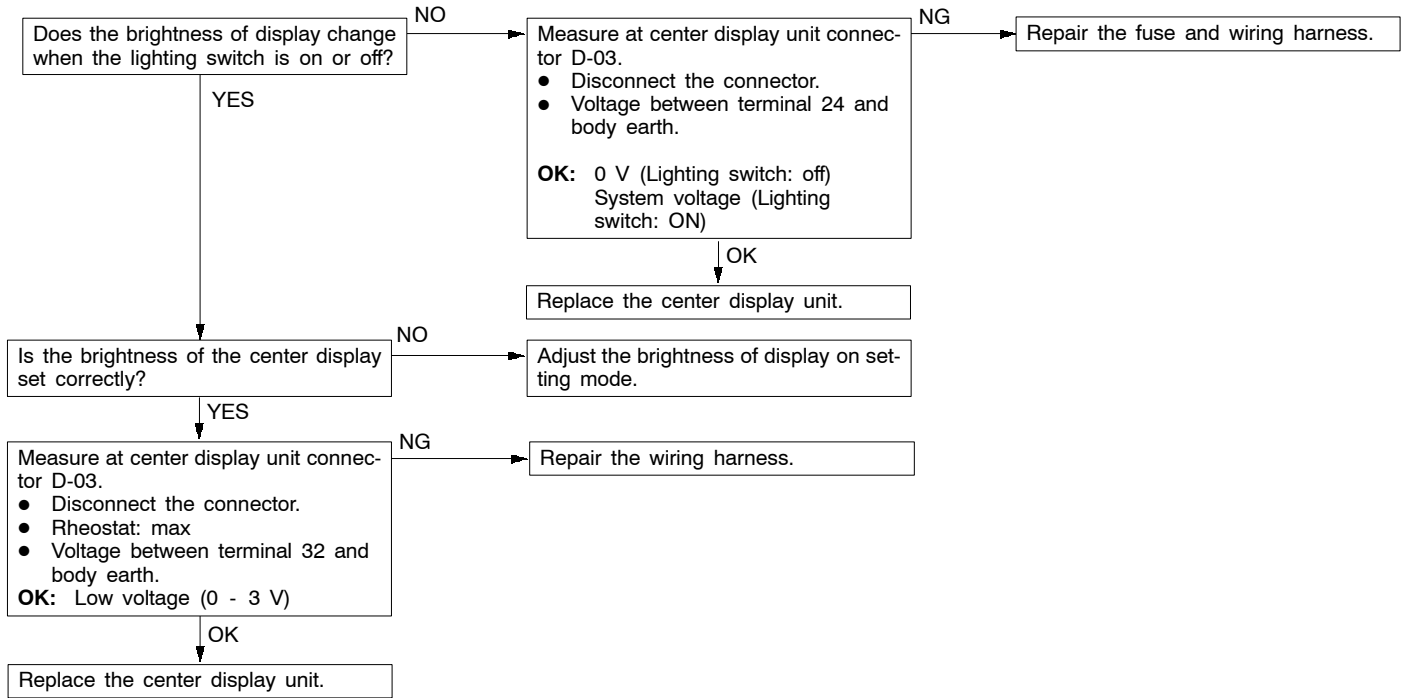 Does the brightness of display change
when the lighting switch is on or off?
NO
Measure at center display unit connec-
tor D-03.
● Disconnect the connector.
● Voltage between terminal 24 and
body earth.
OK: 0 V (Lighting switch: off)
System voltage (Lighting
switch: ON)
NG
Repair the fuse and wiring harness.
YES
OK
Replace the center display unit.
Is the brightness of the center display
set correctly?
NO
Adjust the brightness of display on set-
ting mode.
YES
Measure at center display unit connec-
tor D-03.
● Disconnect the connector.
● Rheostat: max
● Voltage between terminal 32 and
body earth.
OK: Low voltage (0 - 3 V)
NG
Repair the wiring harness.
OK
Replace the center display unit.